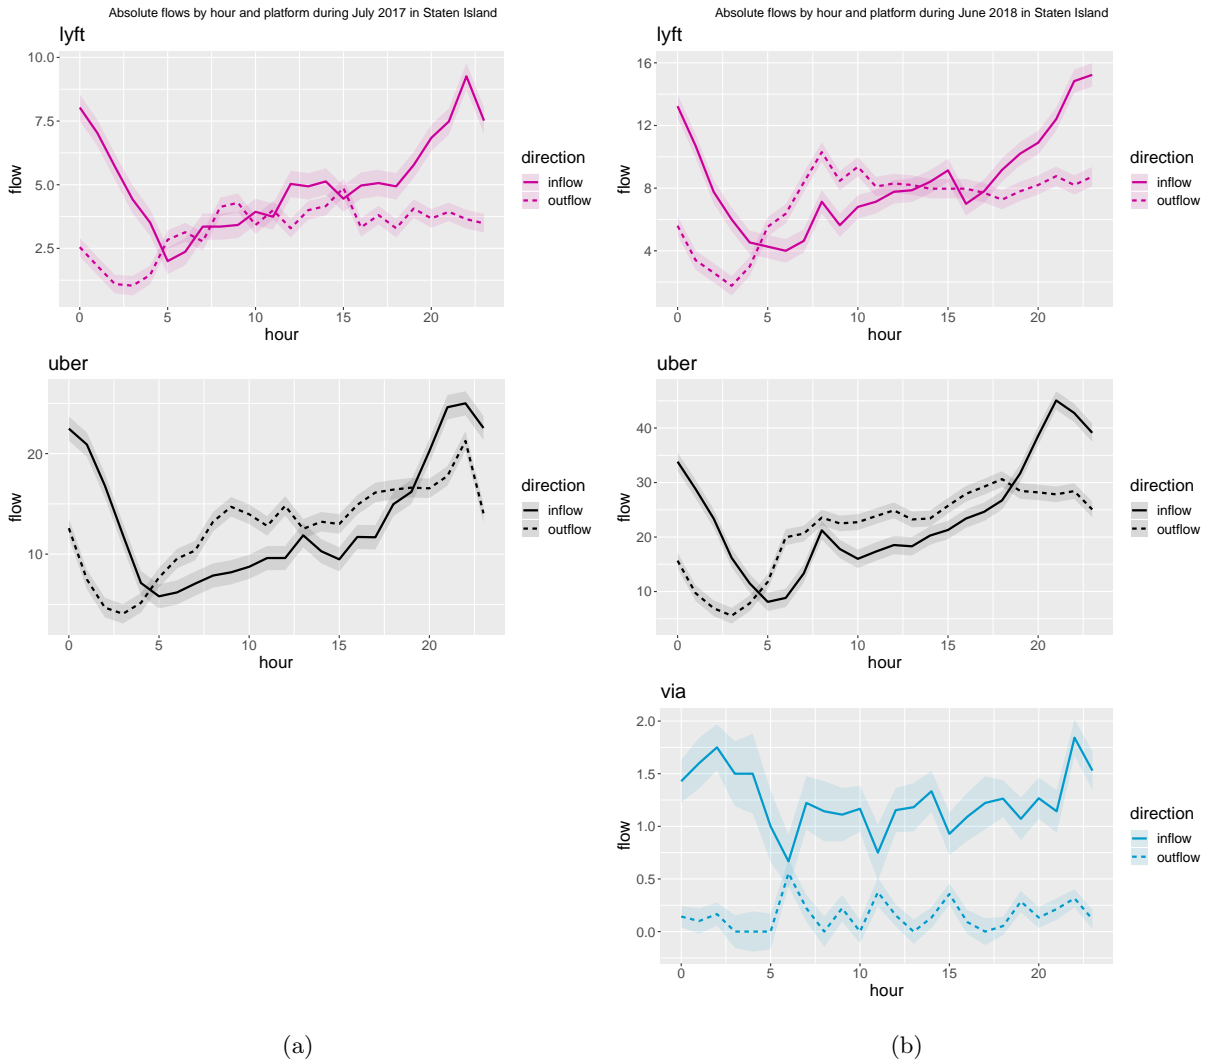 Absolute flows by hour and platform during July 2017 in Staten Island
lyft
10.0
7.5
5.0
2.5
flow
0 5 10 15 20
hour
direction
inflow
outflow
uber
20
10
flow
0 5 10 15 20
hour
direction
inflow
outflow
(a)
Absolute flows by hour and platform during June 2018 in Staten Island
lyft
16
12
8
4
flow
0 5 10 15 20
hour
direction
inflow
outflow
uber
40
30
20
10
flow
0 5 10 15 20
hour
direction
inflow
outflow
via
2.0
1.5
1.0
0.5
0.0
flow
0 5 10 15 20
hour
direction
inflow
outflow
(b)